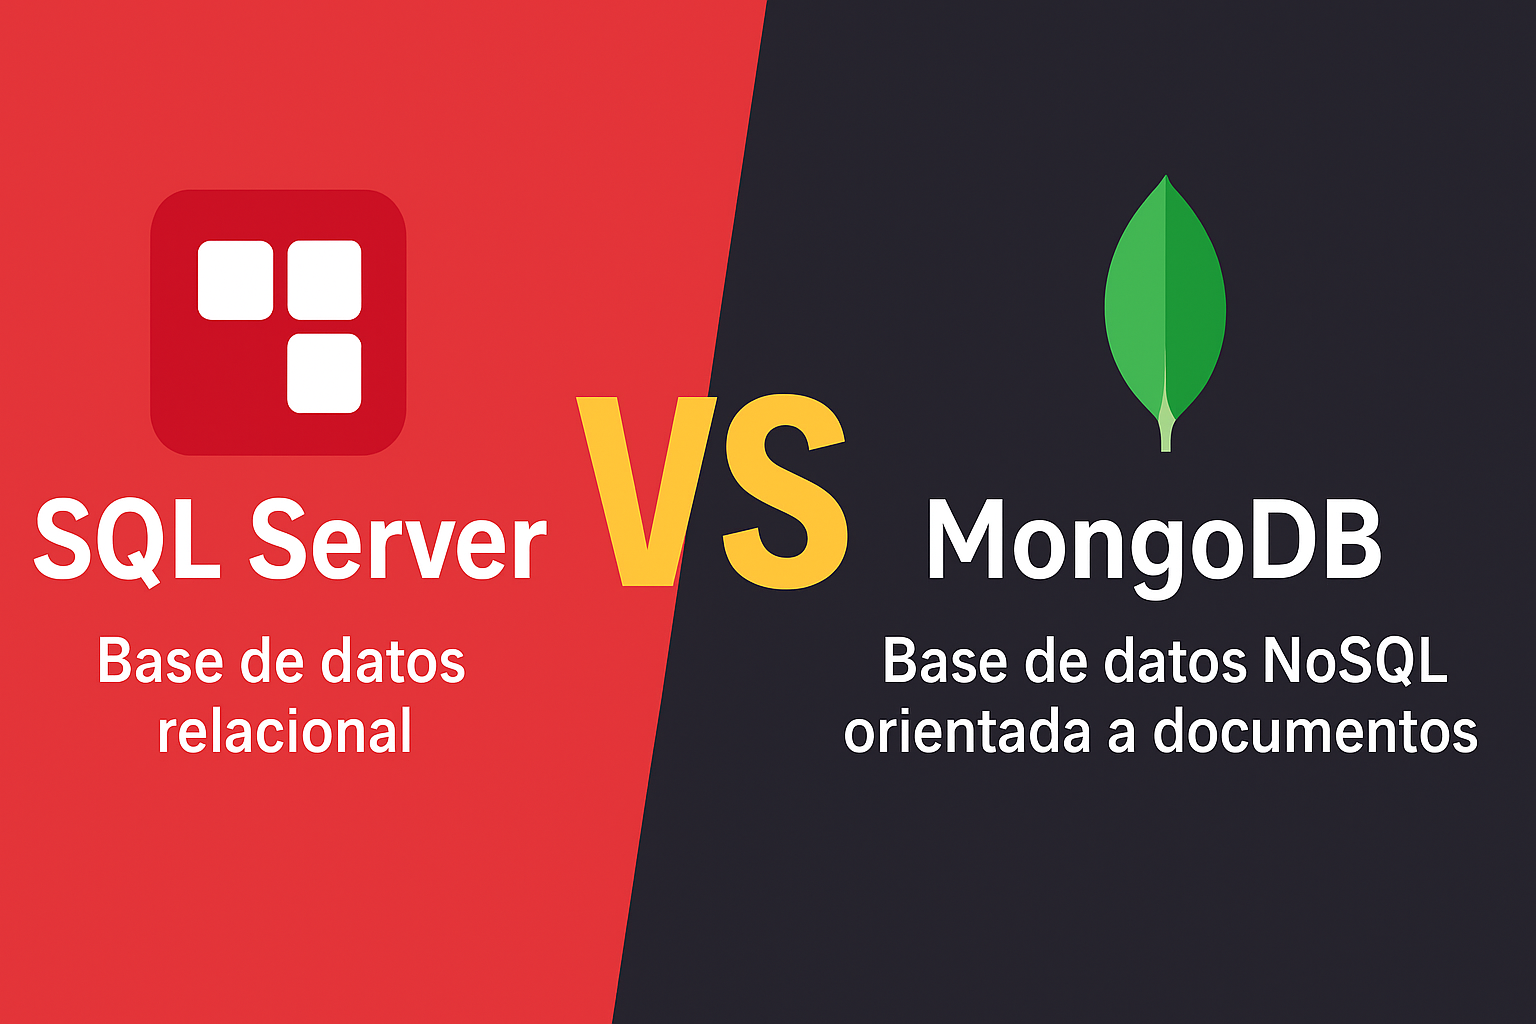 SQL Server
Base de datos
relacional
VS
MongoDB
Base de datos NoSQL
orientada a documentos